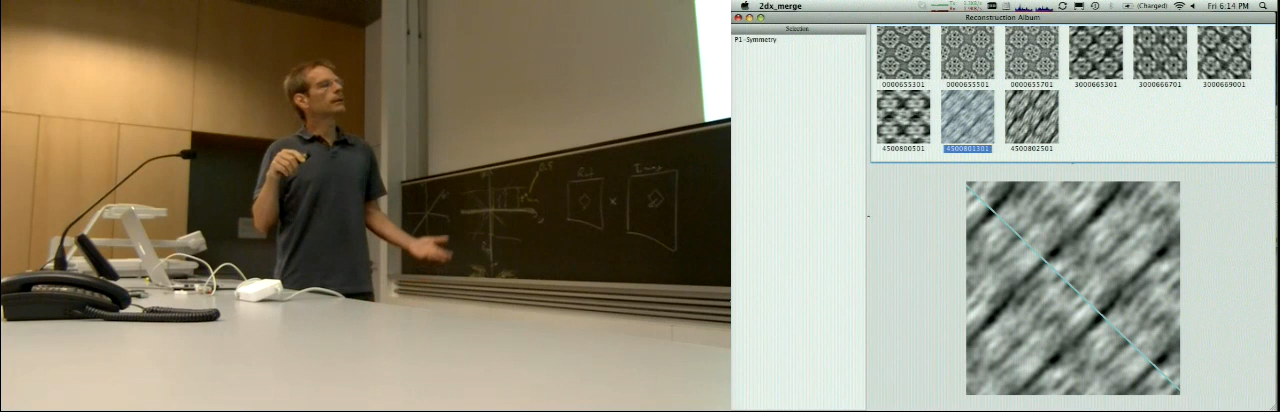 2dx_merge
(Charged)
Fri 6:14 PM
Reconstruction Album
Selection
P1-Symmetry
0000655301
0000655501
0000655701
3000665301
3000666701
3000669001
4500800501
4500801301
4500802501